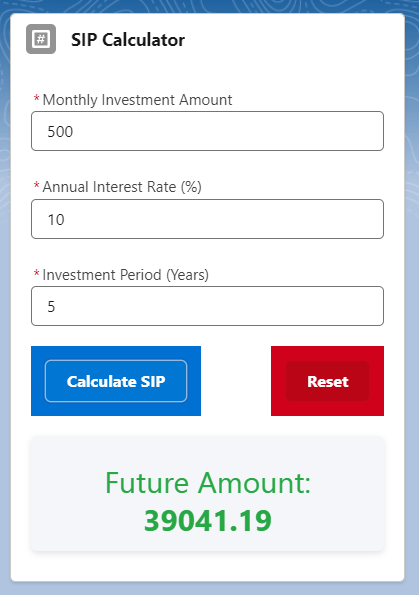 # SIP Calculator
* Monthly Investment Amount
500
* Annual Interest Rate (%)
10
* Investment Period (Years)
5
Calculate SIP Reset
Future Amount:
39041.19